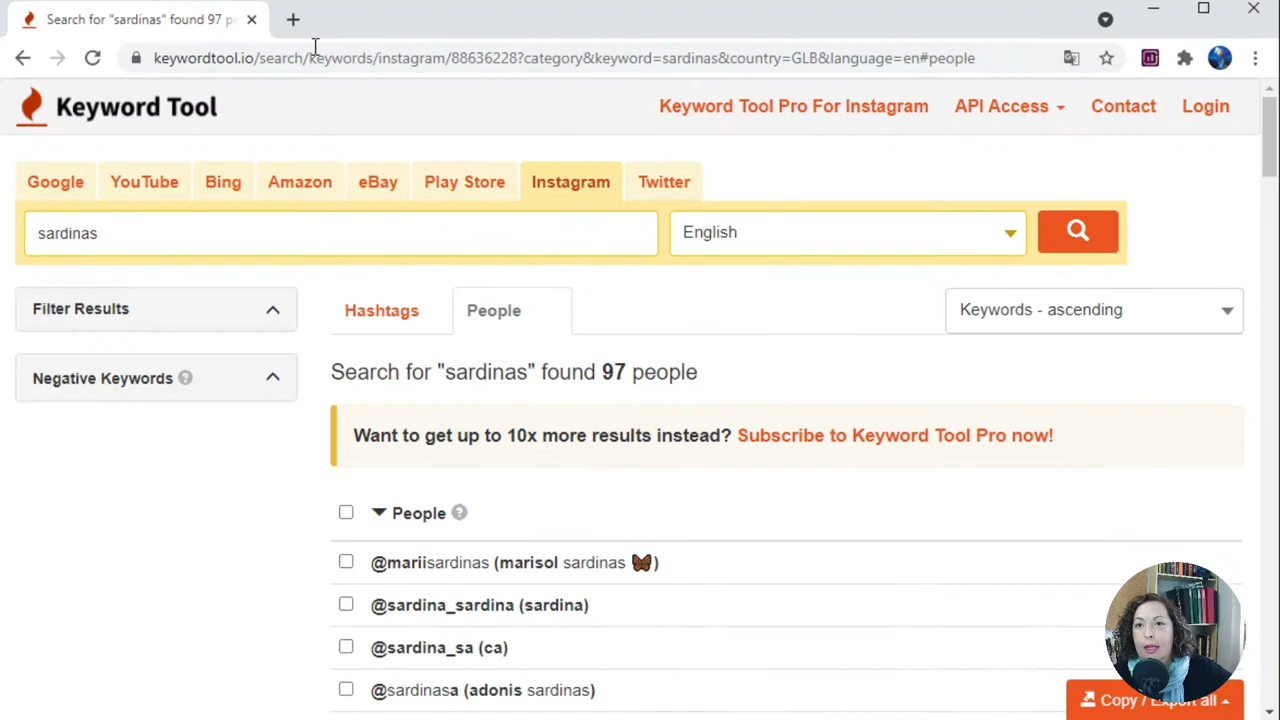 Search for "sardinas" found 97 pe
keywordtool.io/search/keywords/instagram/88636228?category&keyword=sardinas&country=GLB&language=en#people
Keyword Tool
Keyword Tool Pro For Instagram
API Access
Contact
Login
Google
YouTube
Bing
Amazon
eBay
Play Store
Instagram
Twitter
sardinas
English
Filter Results
Hashtags
People
Keywords - ascending
Negative Keywords ?
Search for "sardinas" found 97 people
Want to get up to 10x more results instead? Subscribe to Keyword Tool Pro now!
People ?
@mariisardinas (marisol sardinas 🦋)
@sardina_sardina (sardina)
@sardina_sa (ca)
@sardinasa (adonis sardinas)
Copy / Export all